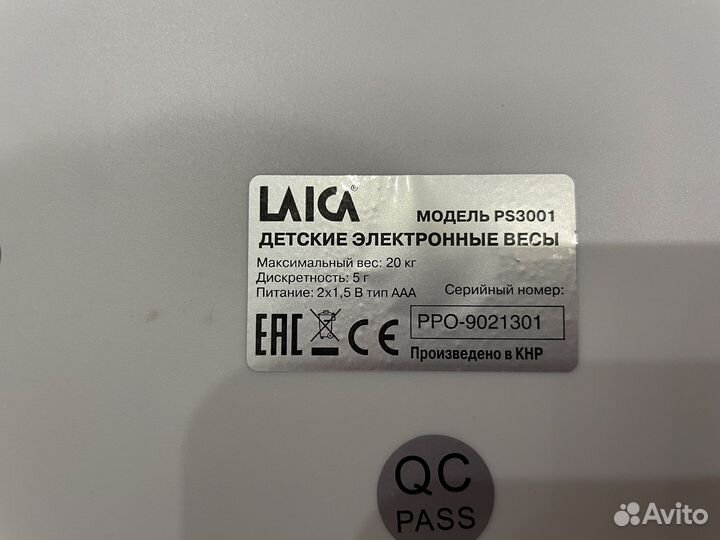 LAICA®
МОДЕЛЬ PS3001
ДЕТСКИЕ ЭЛЕКТРОННЫЕ ВЕСЫ
Максимальный вес: 20 кг
Дискретность: 5 г
Питание: 2х1,5 В тип ААА
Серийный номер:
PPO-9021301
EAC CE
Произведено в КНР
QC
PASS
Avito